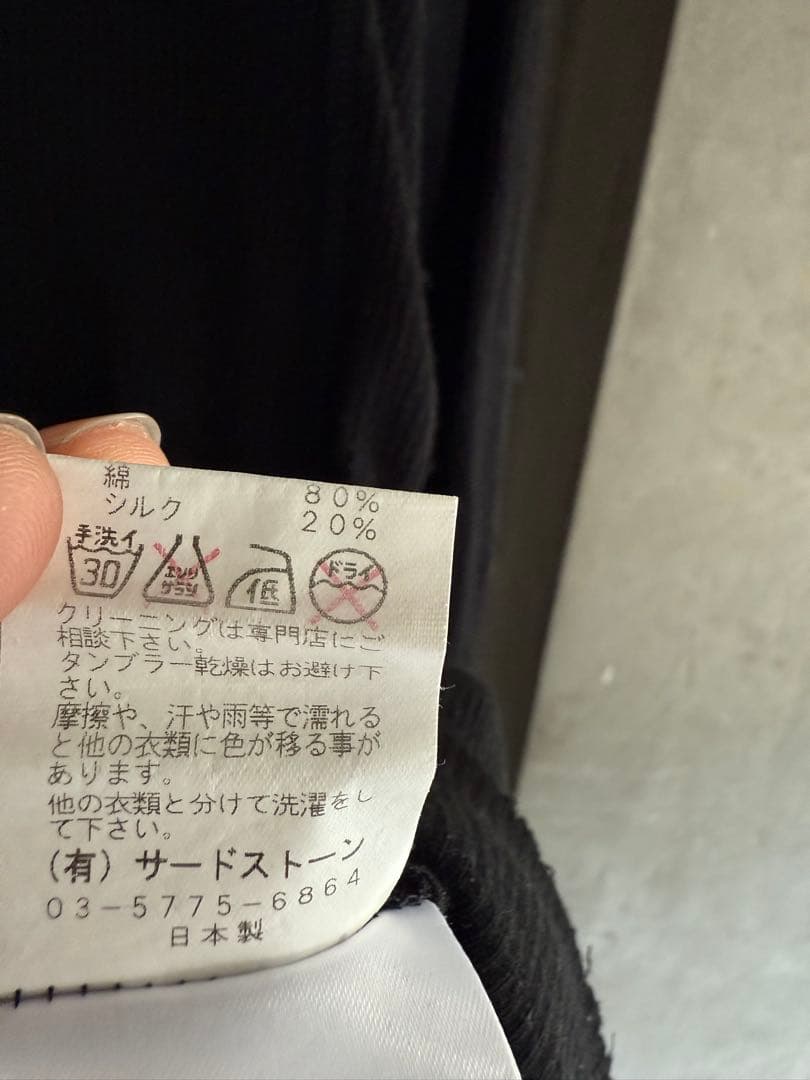 綿 80%
シルク 20%
手洗イ 30 エンソ サラシ 低 ドライ
クリーニングは専門店にご
相談下さい。
タンブラー乾燥はお避け下
さい。
摩擦や、汗や雨等で濡れる
と他の衣類に色が移る事が
あります。
他の衣類と分けて洗濯をし
て下さい。
(有)サードストーン
03-5775-6864
日本製